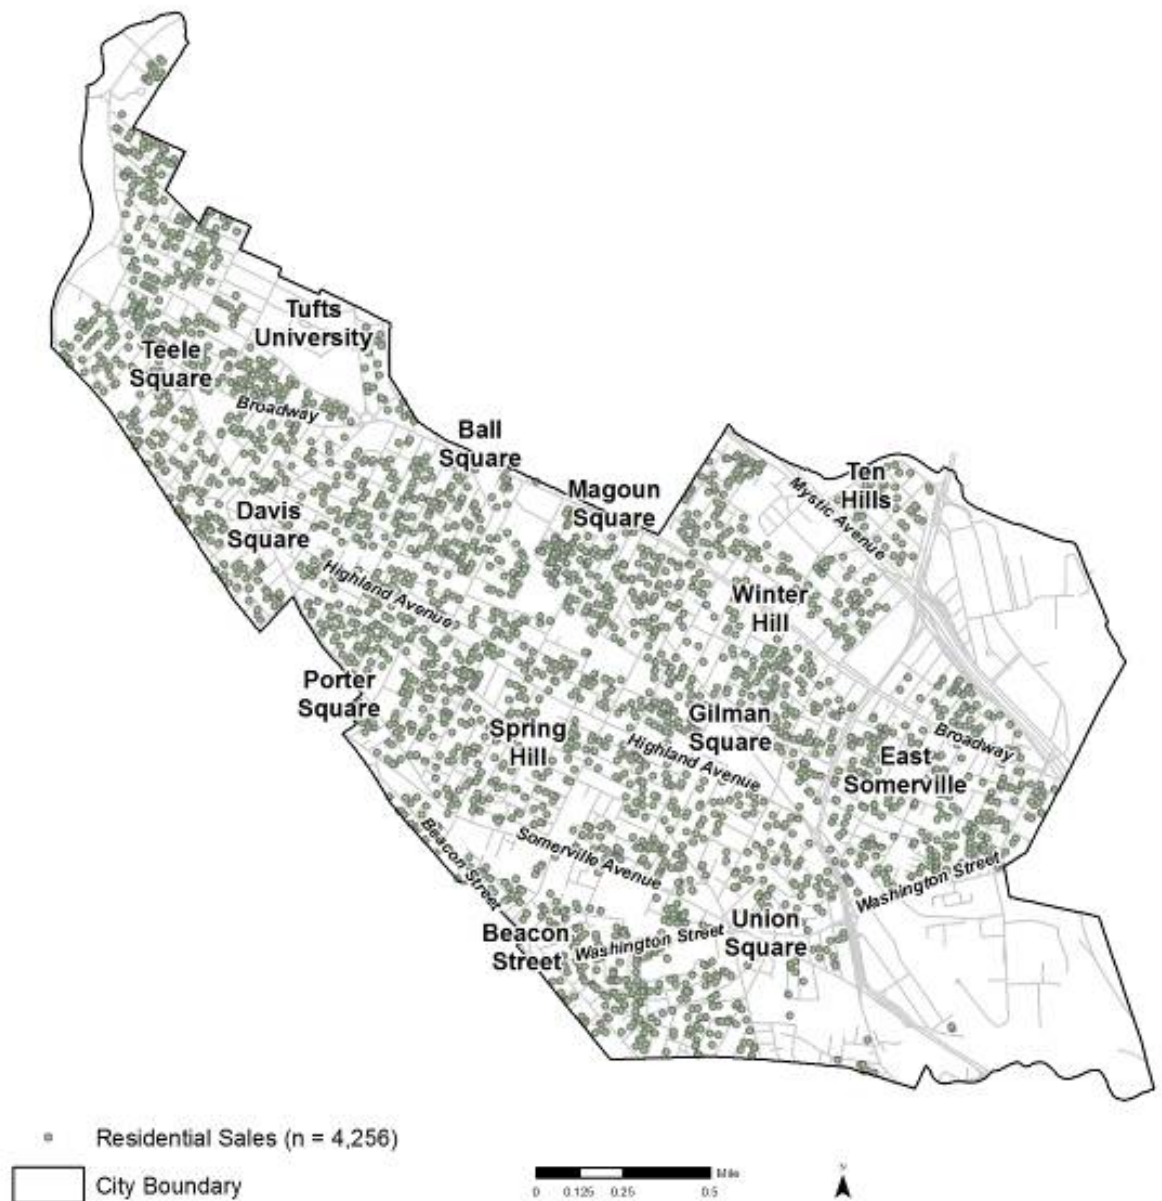 Tufts
University
Teele
Square
Broadway
Ball
Square
Ten
Hills
Mystic Avenue
Magoun
Square
Davis
Square
Highland Avenue
Winter
Hill
Porter
Square
Spring
Hill
Gilman
Square
Highland Avenue
Broadway
East
Somerville
Beacon Street
Somerville Avenue
Washington Street
Beacon
Street
Washington Street
Union
Square
Residential Sales (n = 4,256)
City Boundary
Mile
0 0.125 0.25 0.5
N